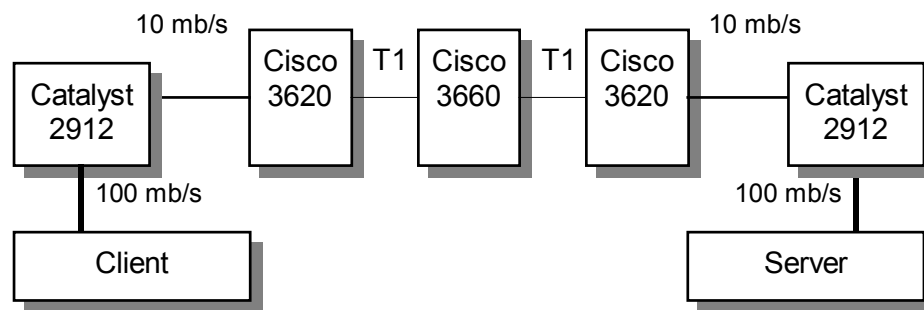 10 mb/s
Cisco
3620
T1
Cisco
3660
T1
Cisco
3620
10 mb/s
Catalyst
2912
Catalyst
2912
100 mb/s
100 mb/s
Client
Server